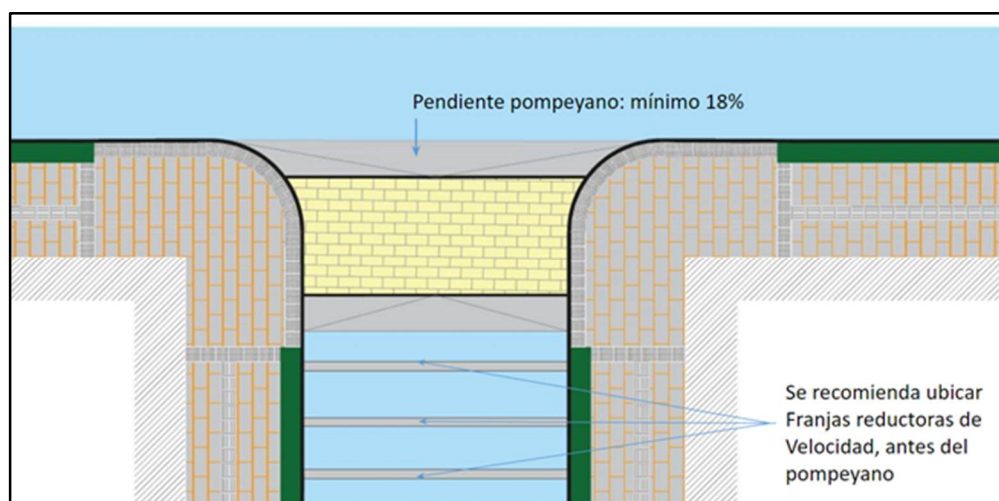 Pendiente pompeyano: mínimo 18%
Se recomienda ubicar
Franjas reductoras de
Velocidad, antes del
pompeyano